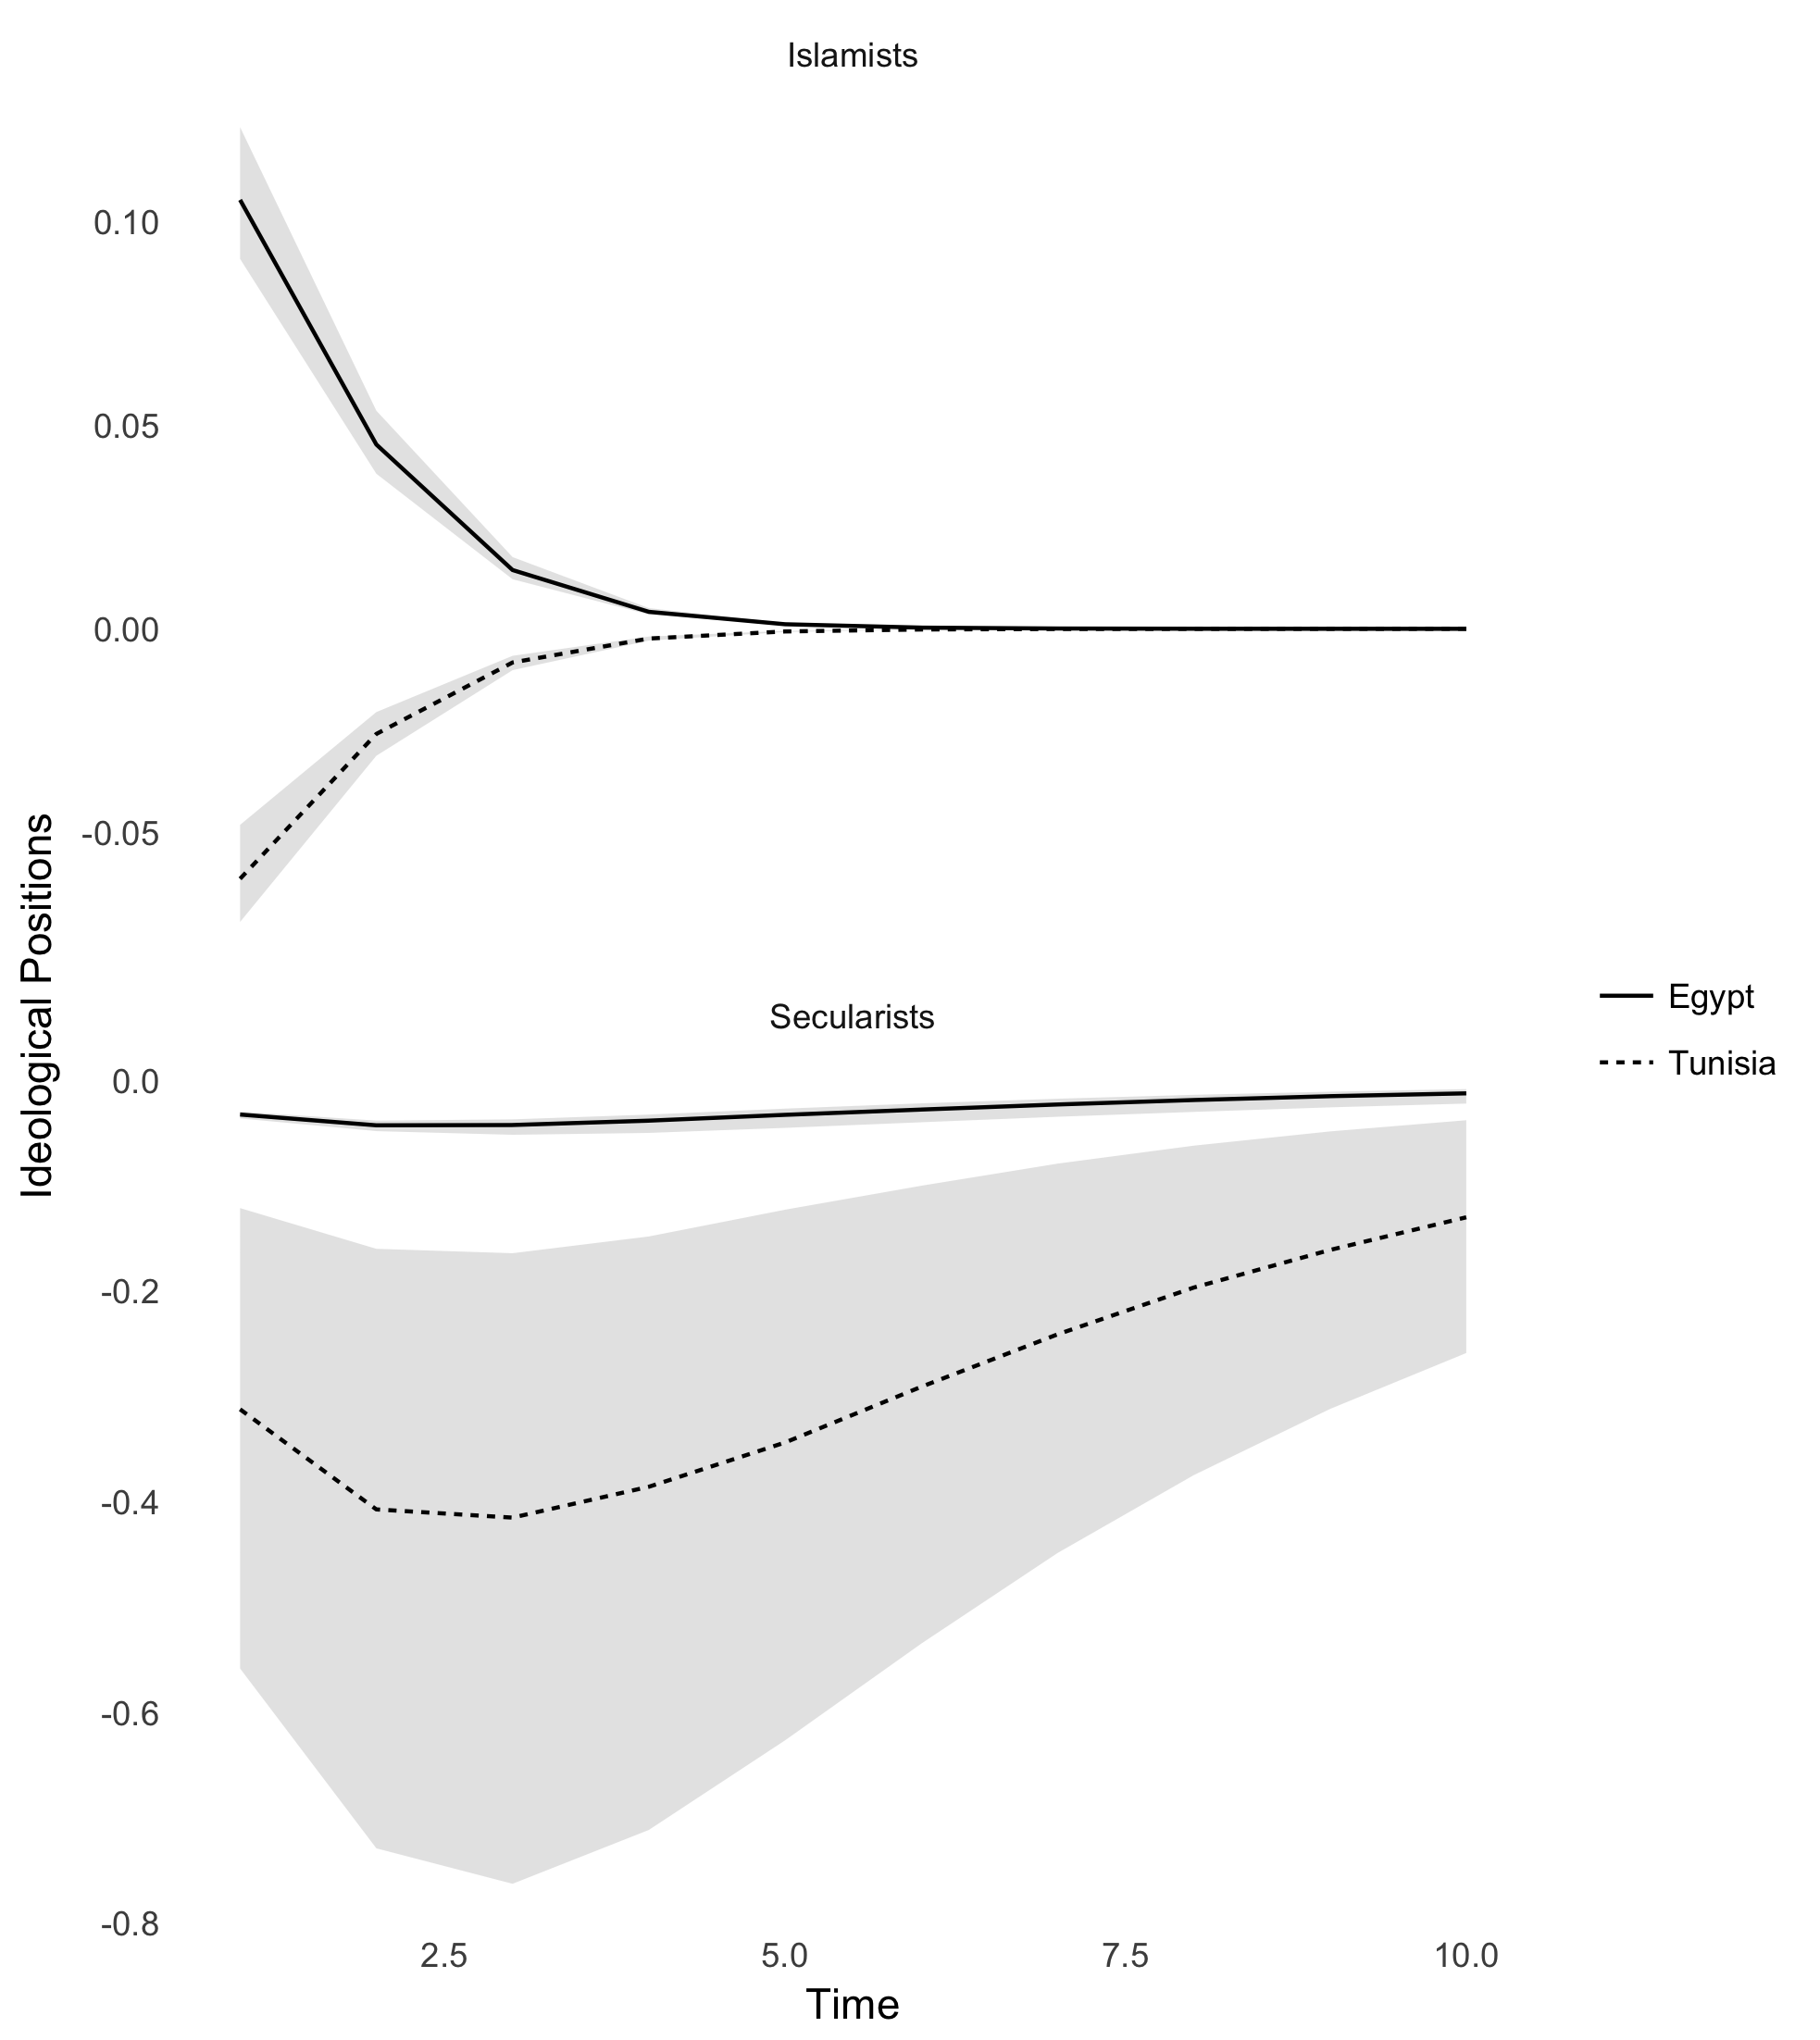 Islamists
0.10
0.05
0.00
-0.05
Ideological Positions
Secularists
0.0
-0.2
-0.4
-0.6
-0.8
2.5 5.0 7.5 10.0
Time
Egypt
Tunisia